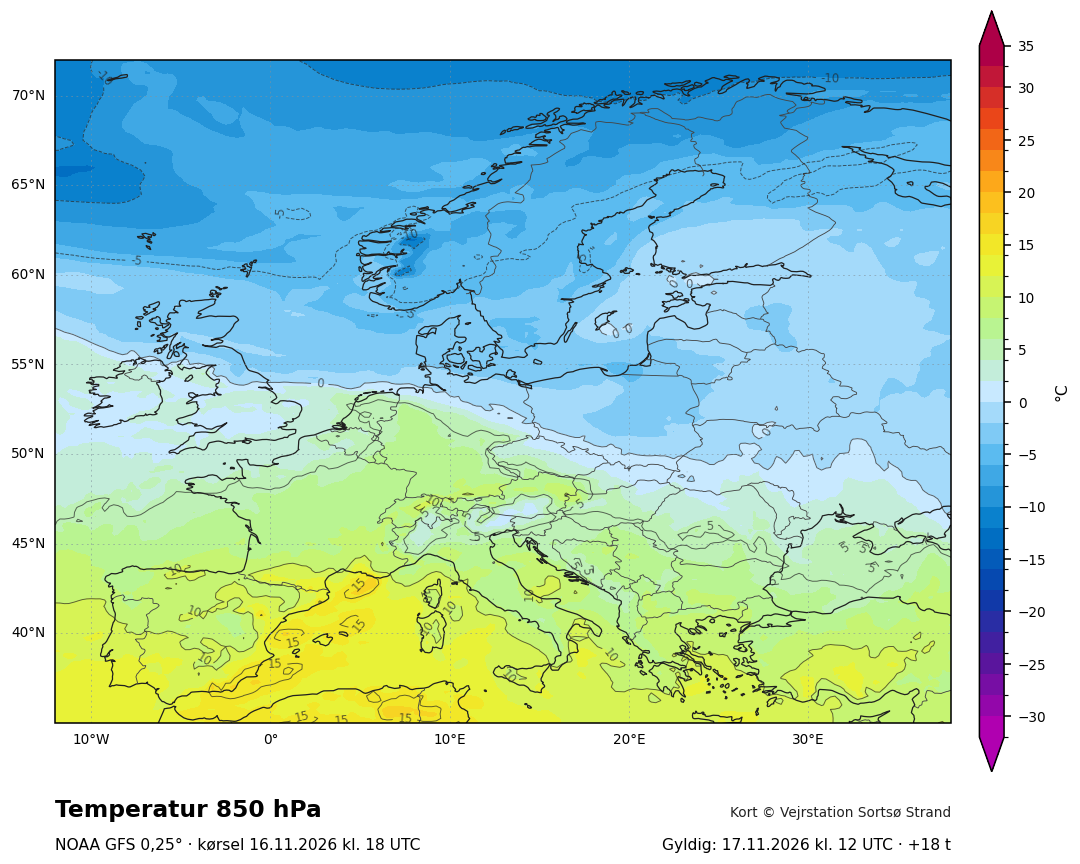 70°N
65°N
60°N
55°N
50°N
45°N
40°N
10°W
0°
10°E
20°E
30°E
35
30
25
20
15
10
5
0
−5
−10
−15
−20
−25
−30
°C
Temperatur 850 hPa
Kort © Vejrstation Sortsø Strand
NOAA GFS 0,25° · kørsel 16.11.2026 kl. 18 UTC
Gyldig: 17.11.2026 kl. 12 UTC · +18 t